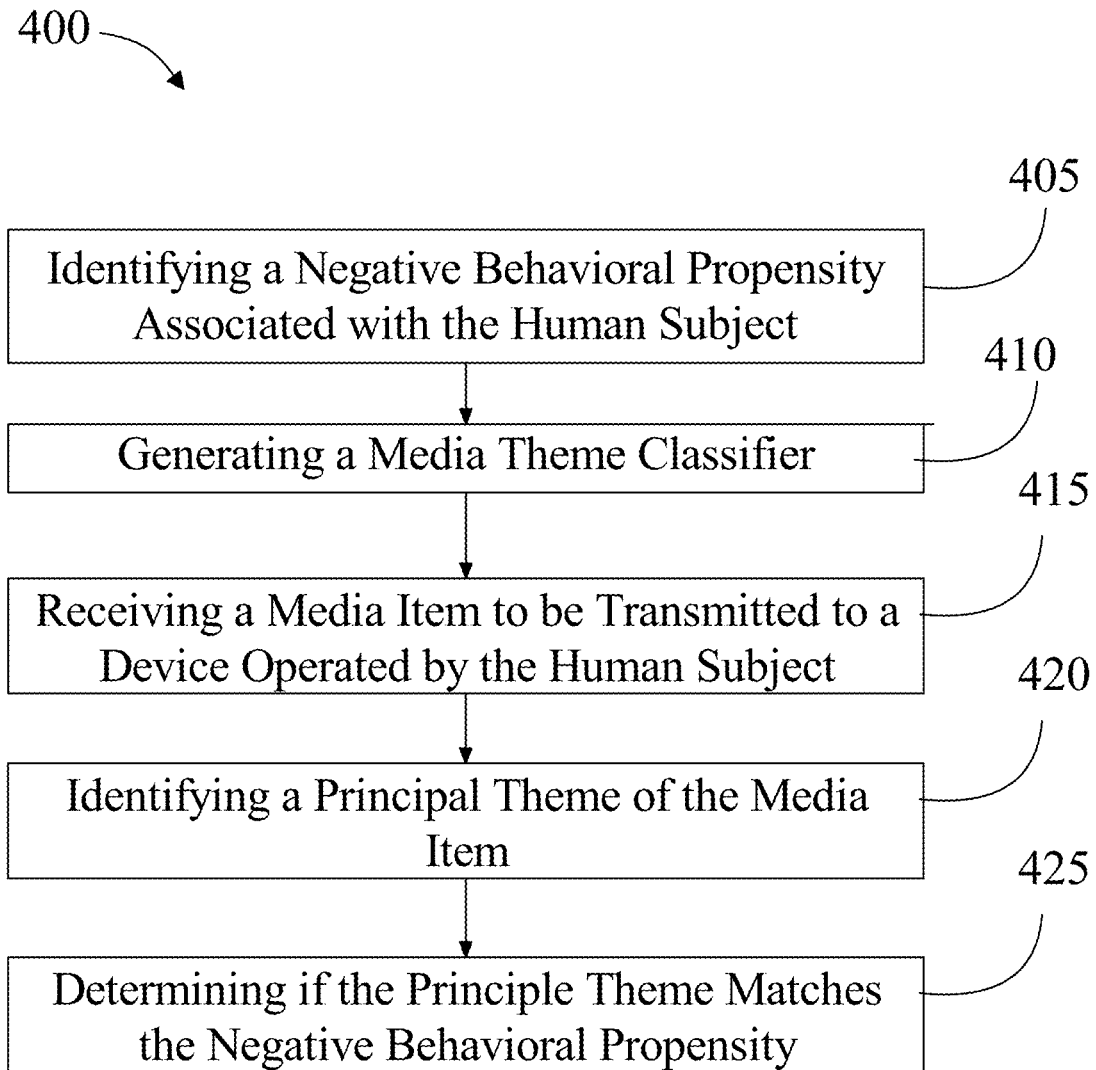 400
405
Identifying a Negative Behavioral Propensity
Associated with the Human Subject
410
Generating a Media Theme Classifier
415
Receiving a Media Item to be Transmitted to a
Device Operated by the Human Subject
420
Identifying a Principal Theme of the Media
Item
425
Determining if the Principle Theme Matches
the Negative Behavioral Propensity